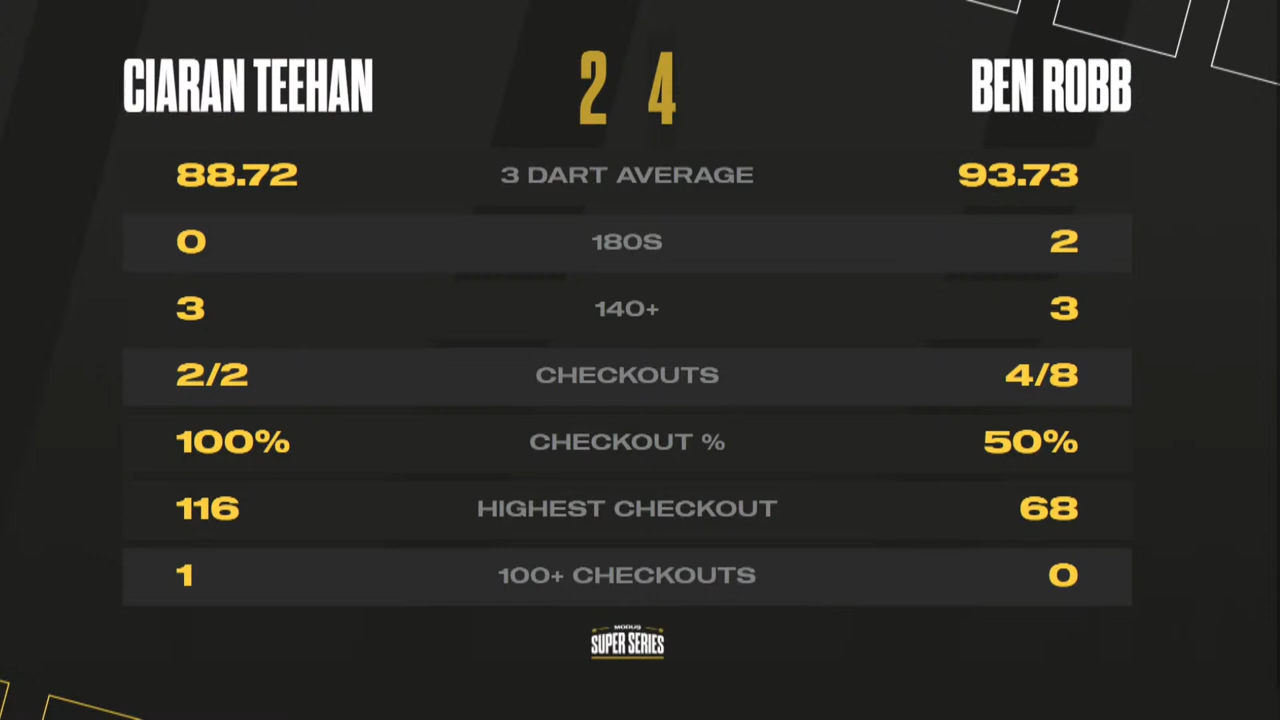 CIARAN TEEHAN 2 4 BEN ROBB
88.72 3 DART AVERAGE 93.73
0 180S 2
3 140+ 3
2/2 CHECKOUTS 4/8
100% CHECKOUT % 50%
116 HIGHEST CHECKOUT 68
1 100+ CHECKOUTS 0
MODUS
SUPER SERIES